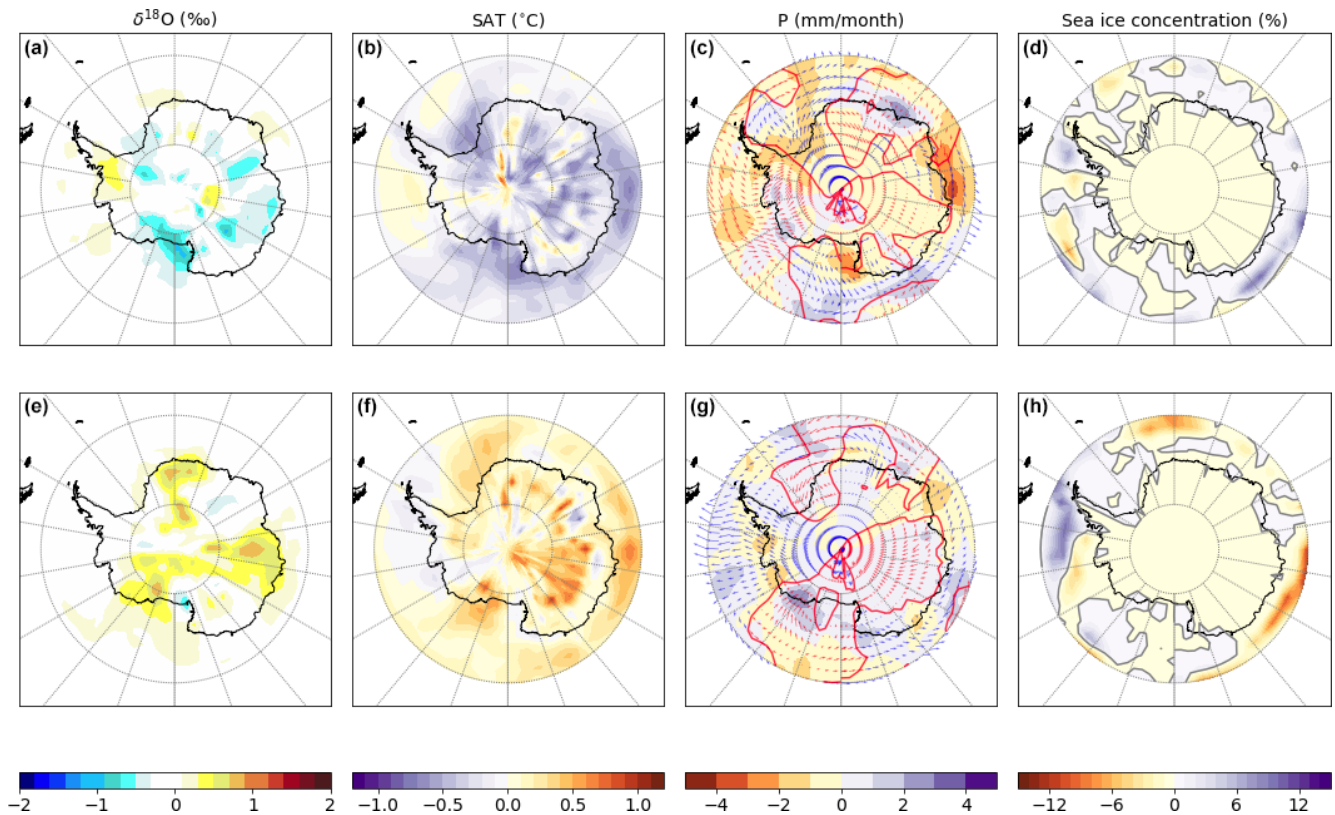 δ¹⁸O (‰) SAT (˚C) P (mm/month) Sea ice concentration (%)
(a) (b) (c) (d)
(e) (f) (g) (h)
−2 −1 0 1 2 −1.0 −0.5 0.0 0.5 1.0 −4 −2 0 2 4 −12 −6 0 6 12